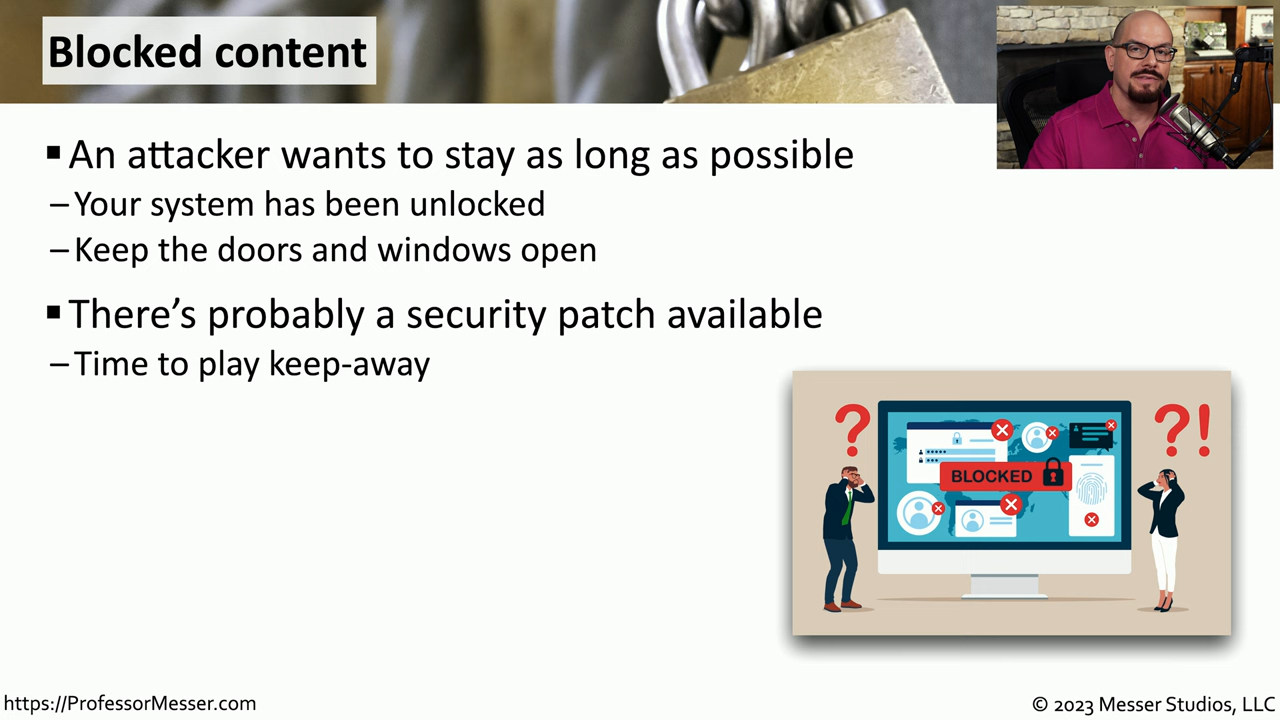 Blocked content
▪ An attacker wants to stay as long as possible
– Your system has been unlocked
– Keep the doors and windows open
▪ There’s probably a security patch available
– Time to play keep-away
? ?!
BLOCKED
https://ProfessorMesser.com
© 2023 Messer Studios, LLC